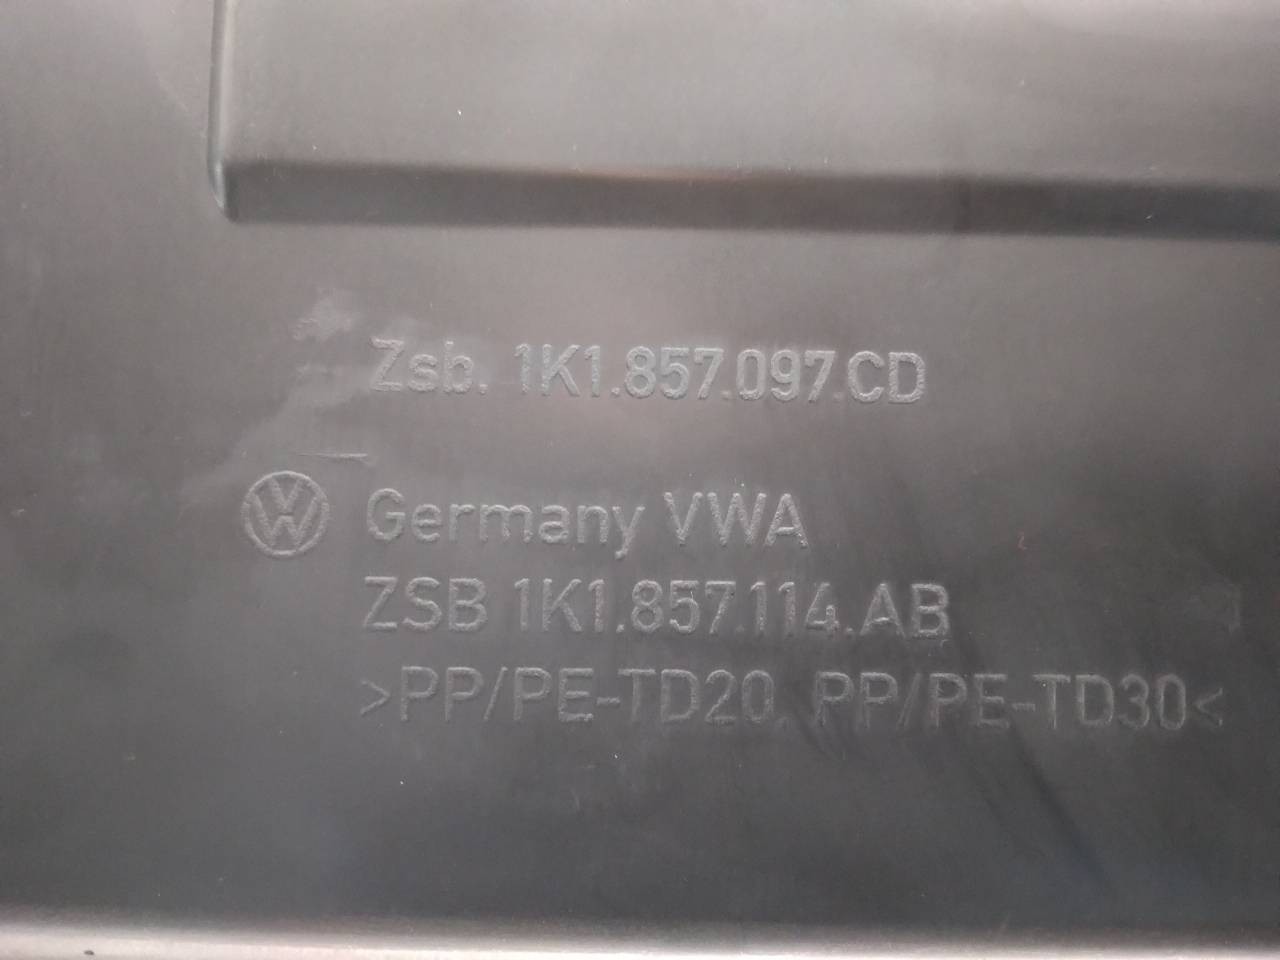 Zsb. 1K1.857.097.CD
Germany VWA
ZSB 1K1.857.114.AB
>PP/PE-TD20, PP/PE-TD30<